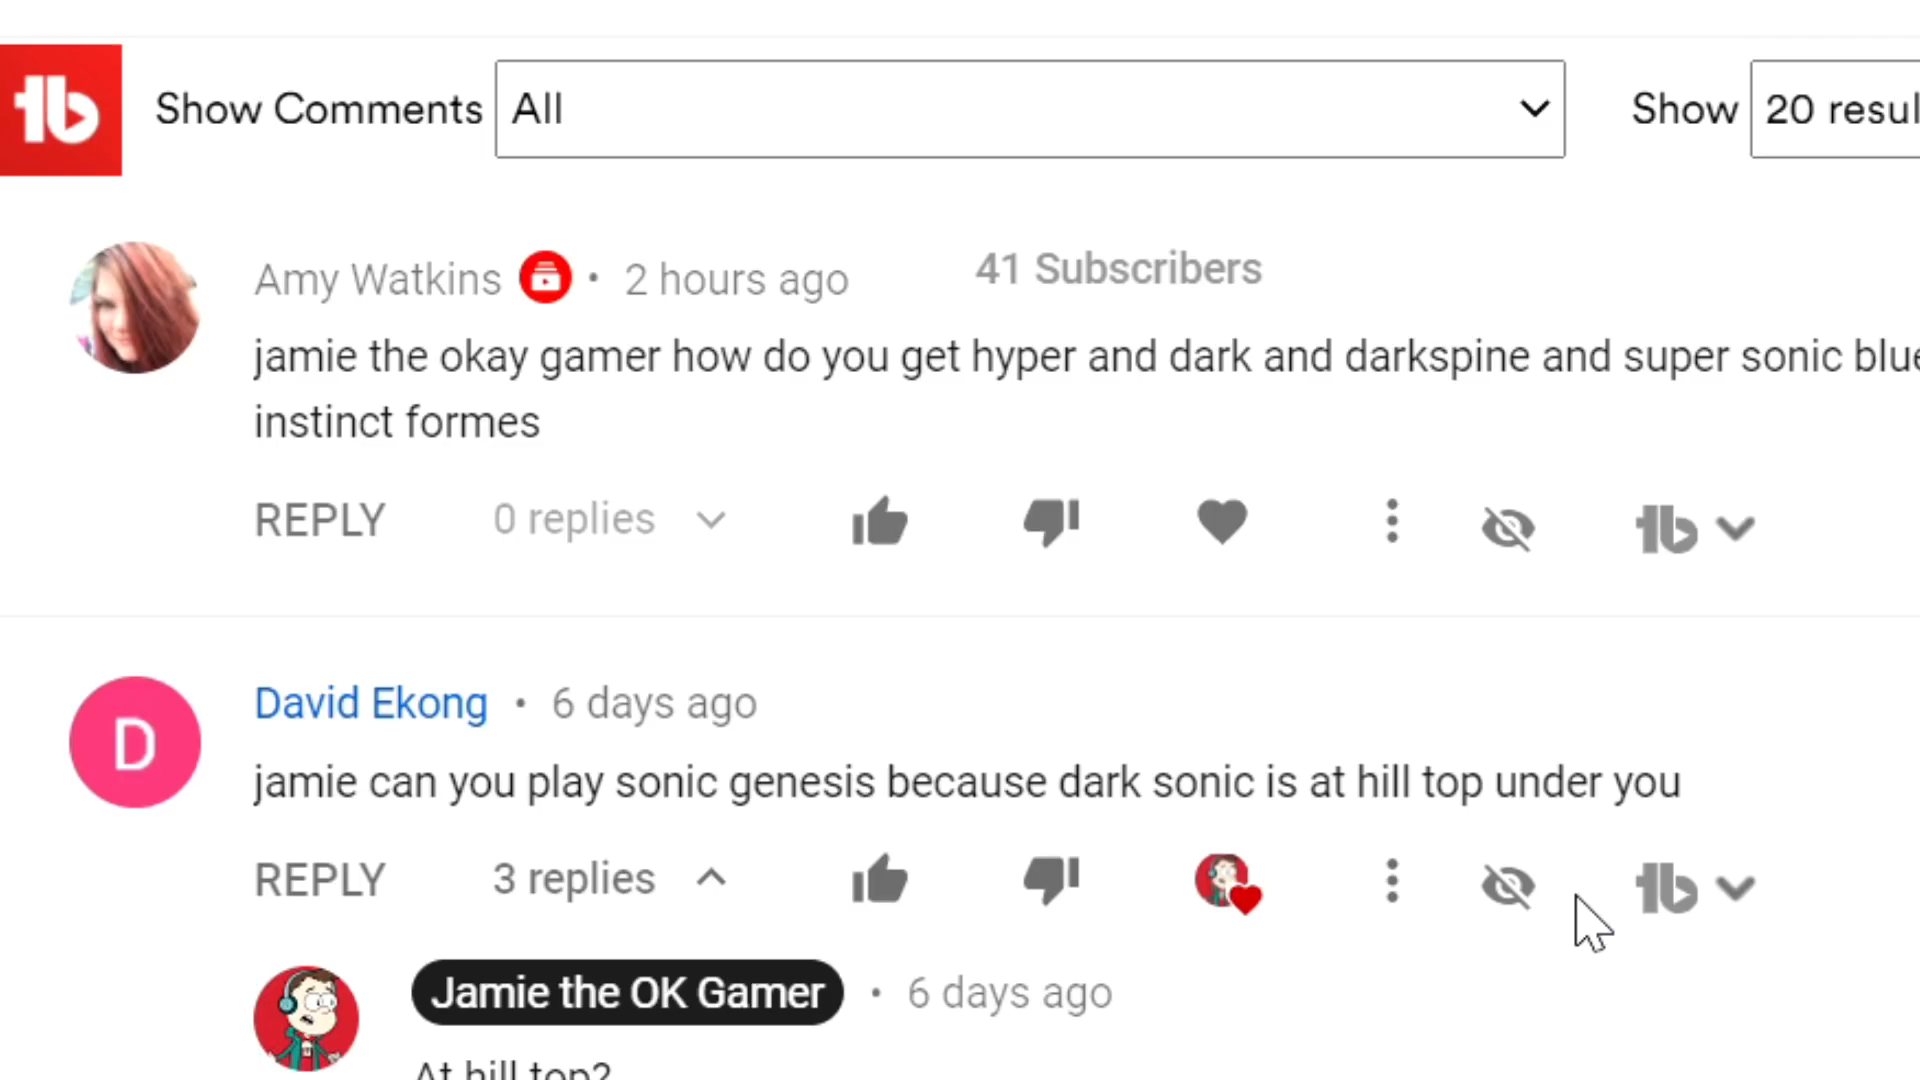 tb Show Comments All Show 20 resul
Amy Watkins • 2 hours ago 41 Subscribers
jamie the okay gamer how do you get hyper and dark and darkspine and super sonic blue
instinct formes
REPLY 0 replies tb
David Ekong • 6 days ago
D
jamie can you play sonic genesis because dark sonic is at hill top under you
REPLY 3 replies tb
Jamie the OK Gamer • 6 days ago
At hill top?